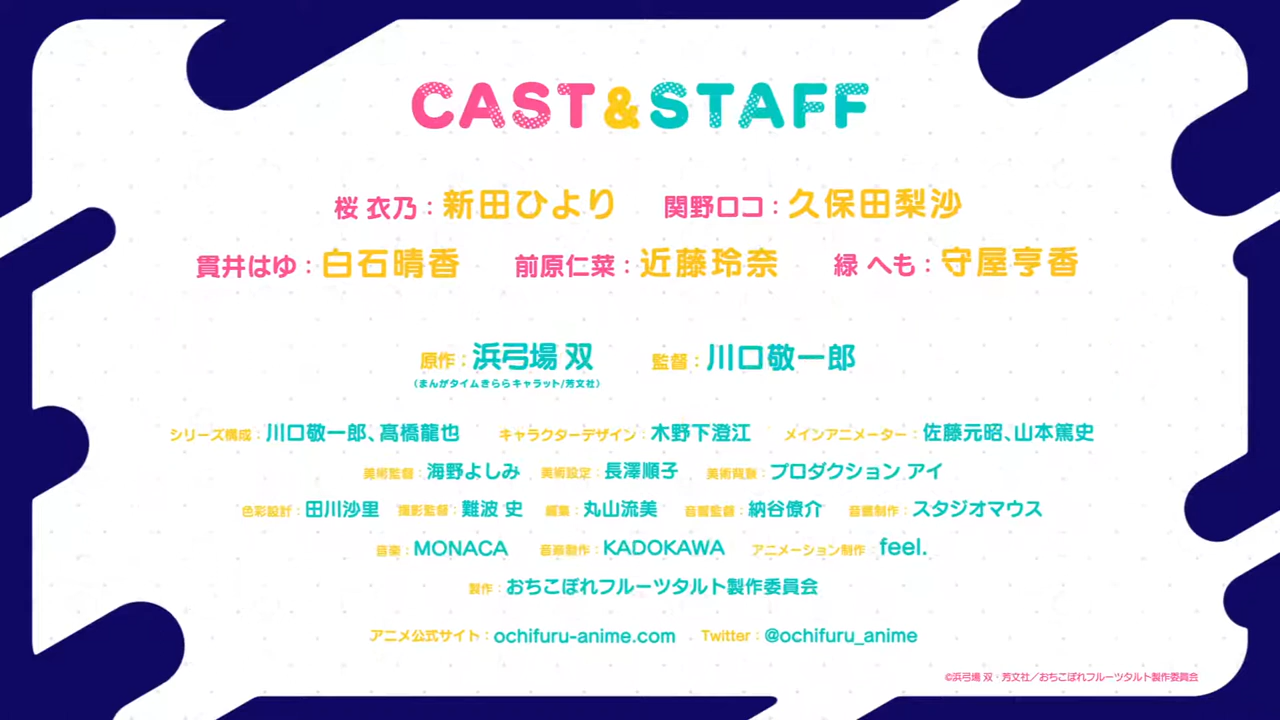 CAST&STAFF
桜 衣乃：新田ひより 関野ロコ：久保田梨沙
貫井はゆ：白石晴香 前原仁菜：近藤玲奈 緑 へも：守屋亨香
原作：浜弓場 双 監督：川口敬一郎
（まんがタイムきららキャラット/芳文社）
シリーズ構成：川口敬一郎、髙橋龍也 キャラクターデザイン：木野下澄江 メインアニメーター：佐藤元昭、山本篤史
美術監督：海野よしみ 美術設定：長澤順子 美術背景：プロダクション アイ
色彩設計：田川沙里 撮影監督：難波 史 編集：丸山流美 音響監督：納谷僚介 音響制作：スタジオマウス
音楽：MONACA 音楽制作：KADOKAWA アニメーション制作：feel.
製作：おちこぼれフルーツタルト製作委員会
アニメ公式サイト：ochifuru-anime.com Twitter：@ochifuru_anime
©浜弓場 双・芳文社／おちこぼれフルーツタルト製作委員会